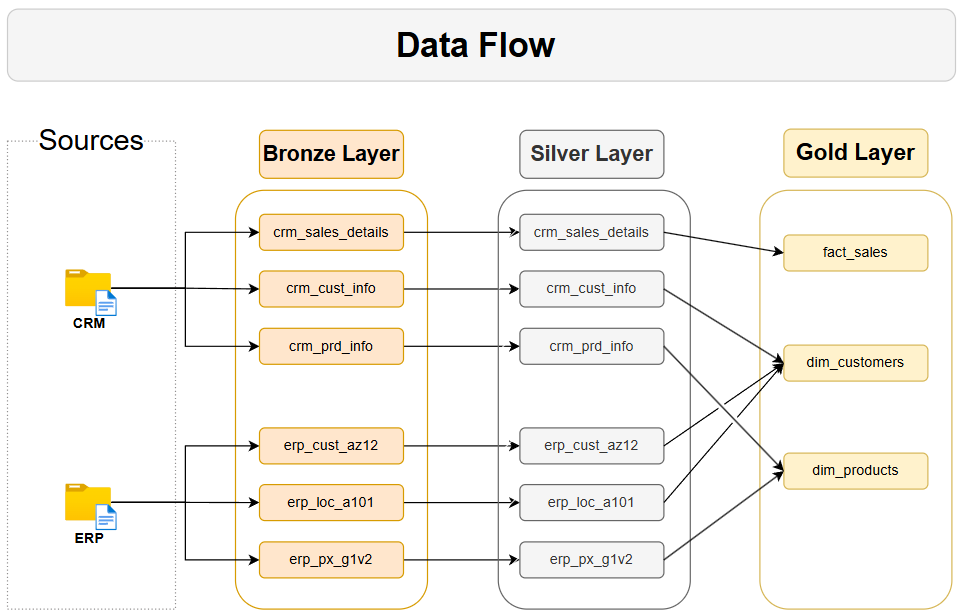 Data Flow
Sources
Bronze Layer
Silver Layer
Gold Layer
crm_sales_details
crm_sales_details
fact_sales
CRM
crm_cust_info
crm_cust_info
crm_prd_info
crm_prd_info
dim_customers
ERP
erp_cust_az12
erp_cust_az12
dim_products
erp_loc_a101
erp_loc_a101
erp_px_g1v2
erp_px_g1v2